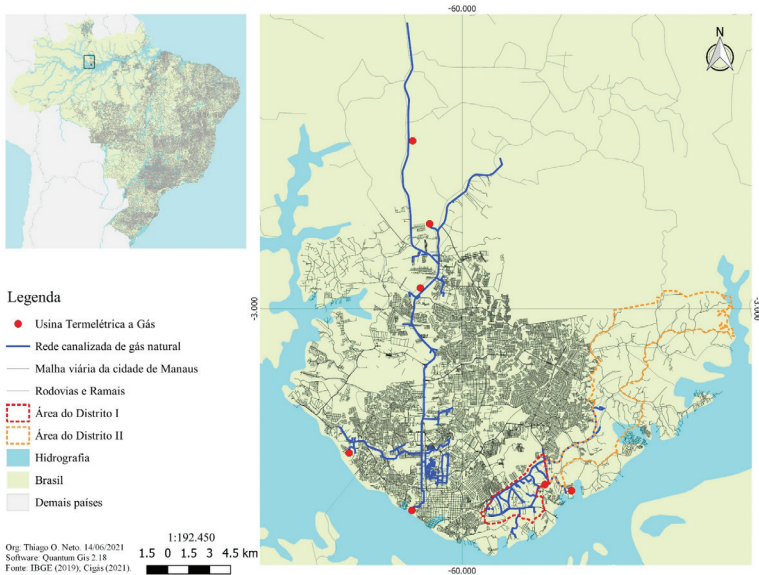 -60.000
N
-3.000
-3.000
Legenda
Usina Termelétrica a Gás
Rede canalizada de gás natural
Malha viária da cidade de Manaus
Rodovias e Ramais
Área do Distrito I
Área do Distrito II
Hidrografia
Brasil
Demais países
Org: Thiago O. Neto. 14/06/2021
Software: Quantum Gis 2.18
Fonte: IBGE (2019); Cigás (2021).
1:192.450
1.5 0 1.5 3 4.5 km
-60.000